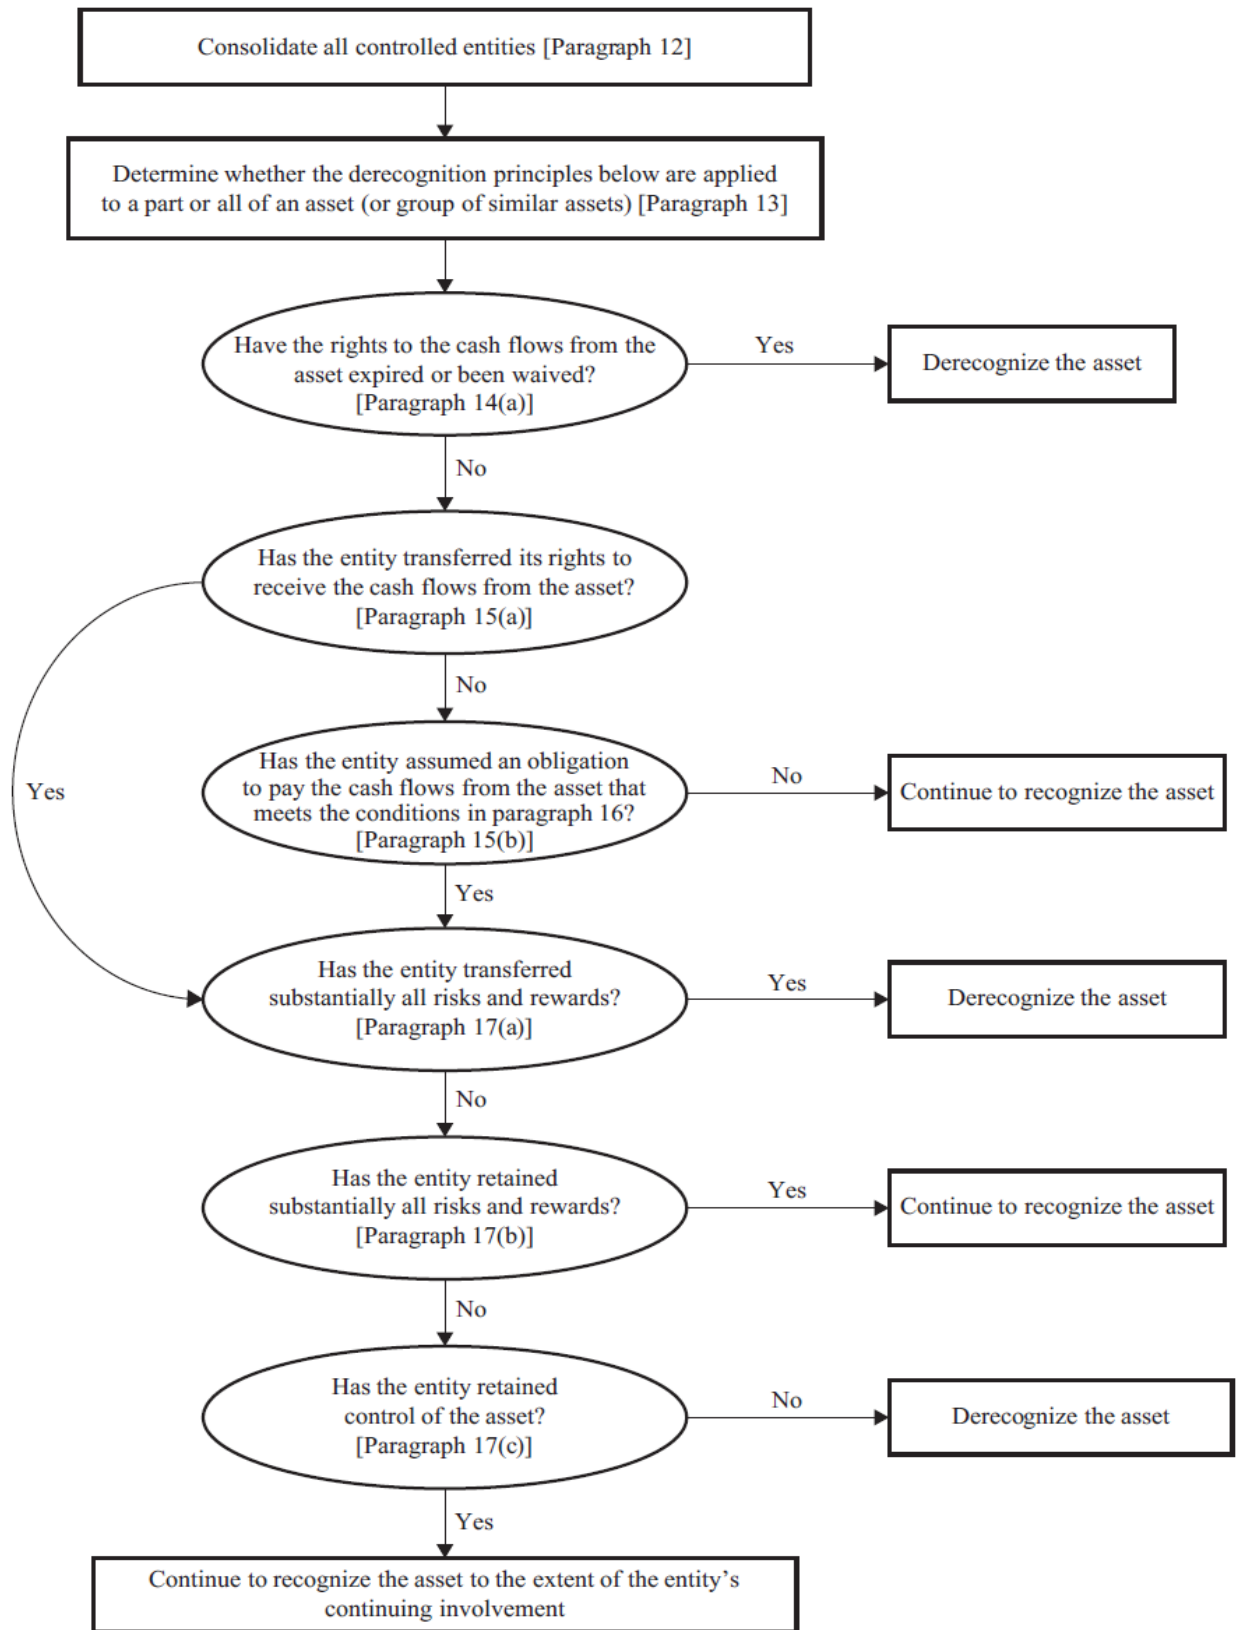 Consolidate all controlled entities [Paragraph 12]
Determine whether the derecognition principles below are applied
to a part or all of an asset (or group of similar assets) [Paragraph 13]
Have the rights to the cash flows from the
asset expired or been waived?
[Paragraph 14(a)]
Yes
Derecognize the asset
No
Has the entity transferred its rights to
receive the cash flows from the asset?
[Paragraph 15(a)]
Yes
No
Has the entity assumed an obligation
to pay the cash flows from the asset that
meets the conditions in paragraph 16?
[Paragraph 15(b)]
No
Continue to recognize the asset
Yes
Has the entity transferred
substantially all risks and rewards?
[Paragraph 17(a)]
Yes
Derecognize the asset
No
Has the entity retained
substantially all risks and rewards?
[Paragraph 17(b)]
Yes
Continue to recognize the asset
No
Has the entity retained
control of the asset?
[Paragraph 17(c)]
No
Derecognize the asset
Yes
Continue to recognize the asset to the extent of the entity’s
continuing involvement